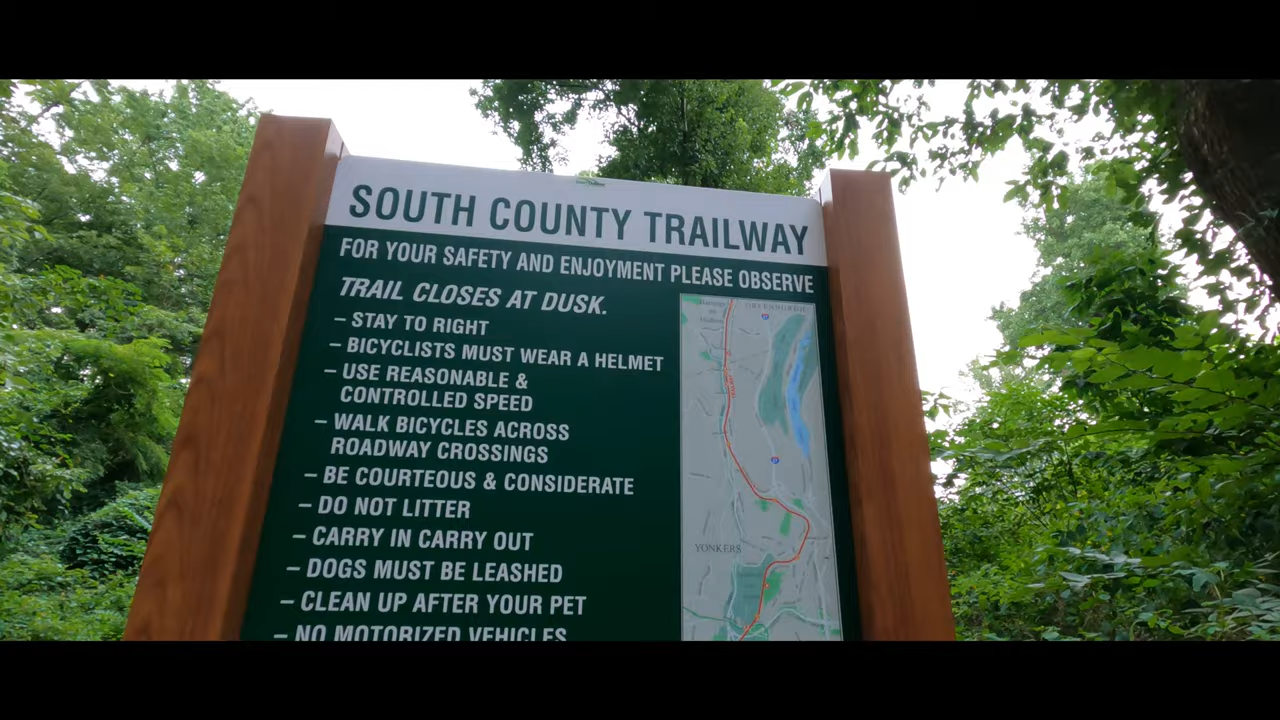 SOUTH COUNTY TRAILWAY
FOR YOUR SAFETY AND ENJOYMENT PLEASE OBSERVE
TRAIL CLOSES AT DUSK.
– STAY TO RIGHT
– BICYCLISTS MUST WEAR A HELMET
– USE REASONABLE &
CONTROLLED SPEED
– WALK BICYCLES ACROSS
ROADWAY CROSSINGS
– BE COURTEOUS & CONSIDERATE
– DO NOT LITTER
– CARRY IN CARRY OUT
– DOGS MUST BE LEASHED
– CLEAN UP AFTER YOUR PET
– NO MOTORIZED VEHICLES
YONKERS